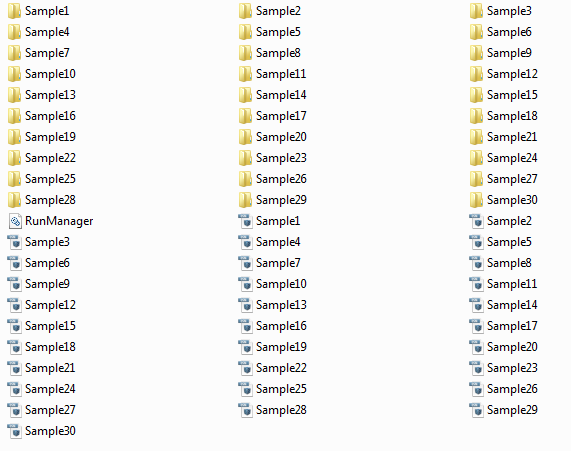 Sample1 Sample2 Sample3
Sample4 Sample5 Sample6
Sample7 Sample8 Sample9
Sample10 Sample11 Sample12
Sample13 Sample14 Sample15
Sample16 Sample17 Sample18
Sample19 Sample20 Sample21
Sample22 Sample23 Sample24
Sample25 Sample26 Sample27
Sample28 Sample29 Sample30
RunManager Sample1 Sample2
Sample3 Sample4 Sample5
Sample6 Sample7 Sample8
Sample9 Sample10 Sample11
Sample12 Sample13 Sample14
Sample15 Sample16 Sample17
Sample18 Sample19 Sample20
Sample21 Sample22 Sample23
Sample24 Sample25 Sample26
Sample27 Sample28 Sample29
Sample30